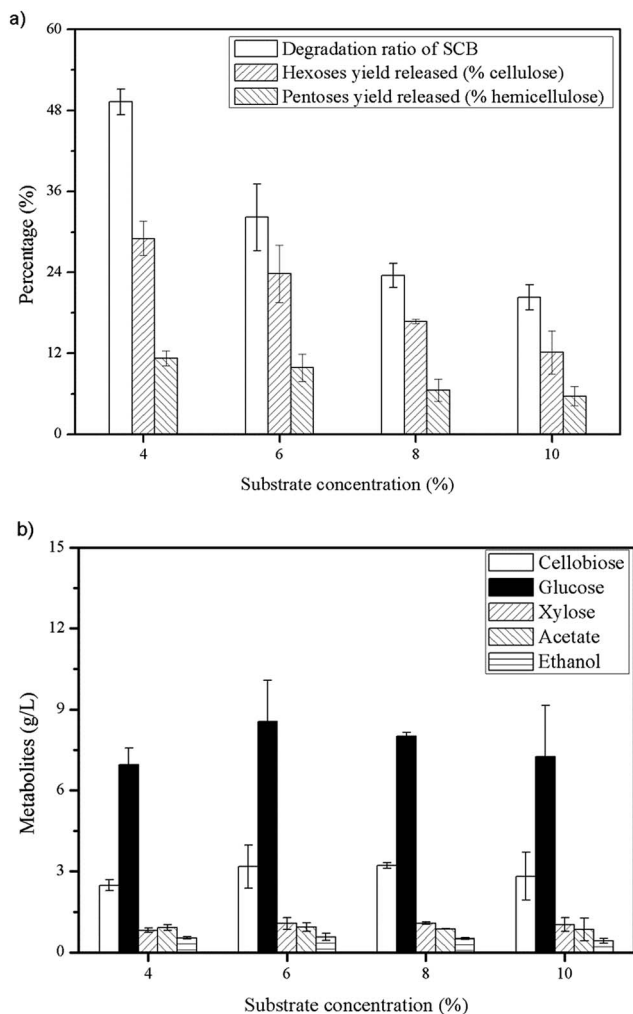 a)
60
48
36
24
12
0
Percentage (%)
Degradation ratio of SCB
Hexoses yield released (% cellulose)
Pentoses yield released (% hemicellulose)
4 6 8 10
Substrate concentration (%)
b)
15
12
9
6
3
0
Metabolites (g/L)
Cellobiose
Glucose
Xylose
Acetate
Ethanol
4 6 8 10
Substrate concentration (%)